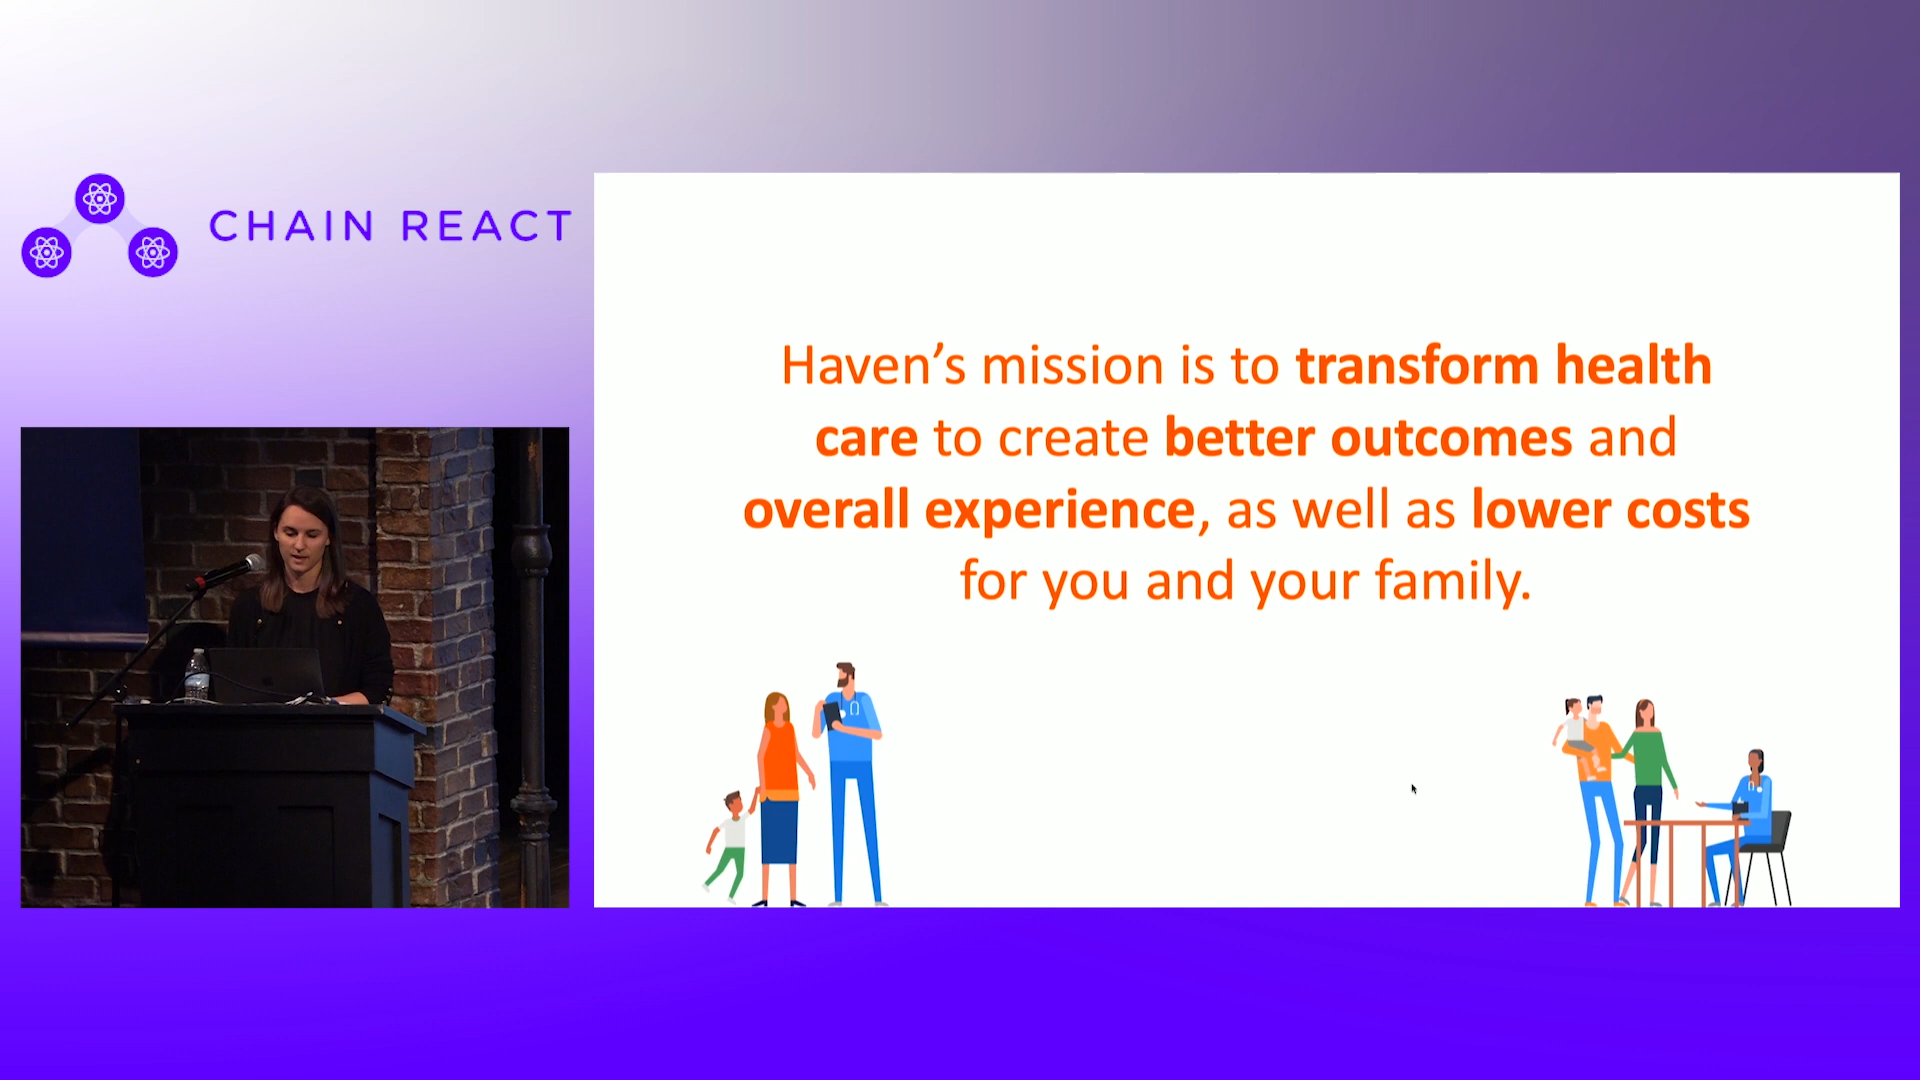 CHAIN REACT
Haven’s mission is to transform health
care to create better outcomes and
overall experience, as well as lower costs
for you and your family.